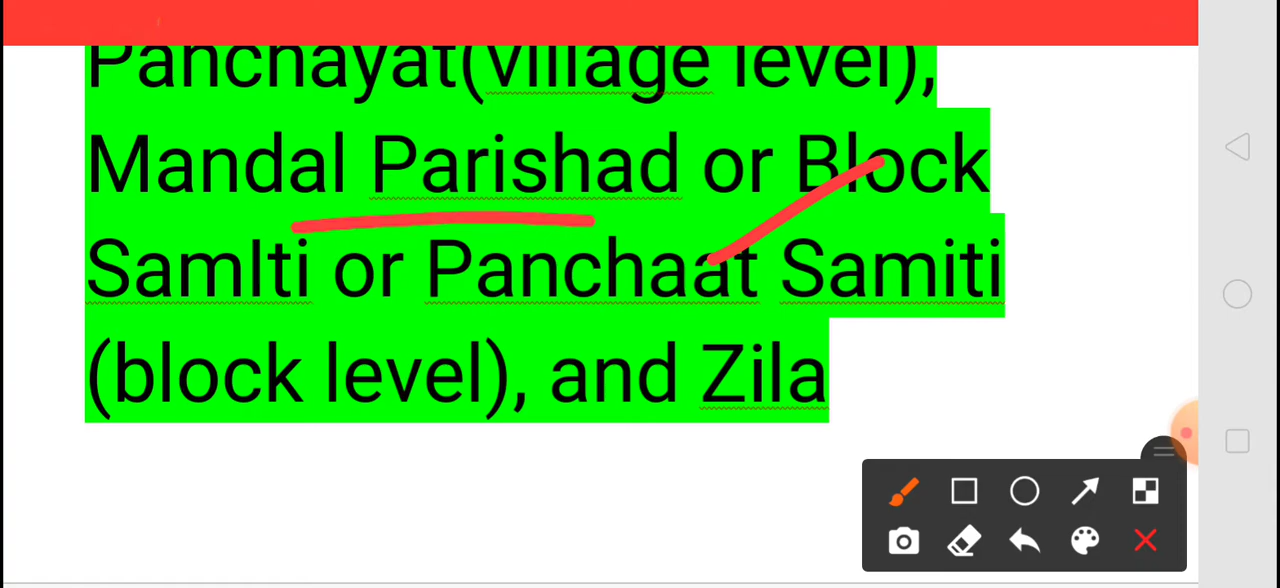 Panchayat(village level),
Mandal Parishad or Block
SamIti or Panchaat Samiti
(block level), and Zila